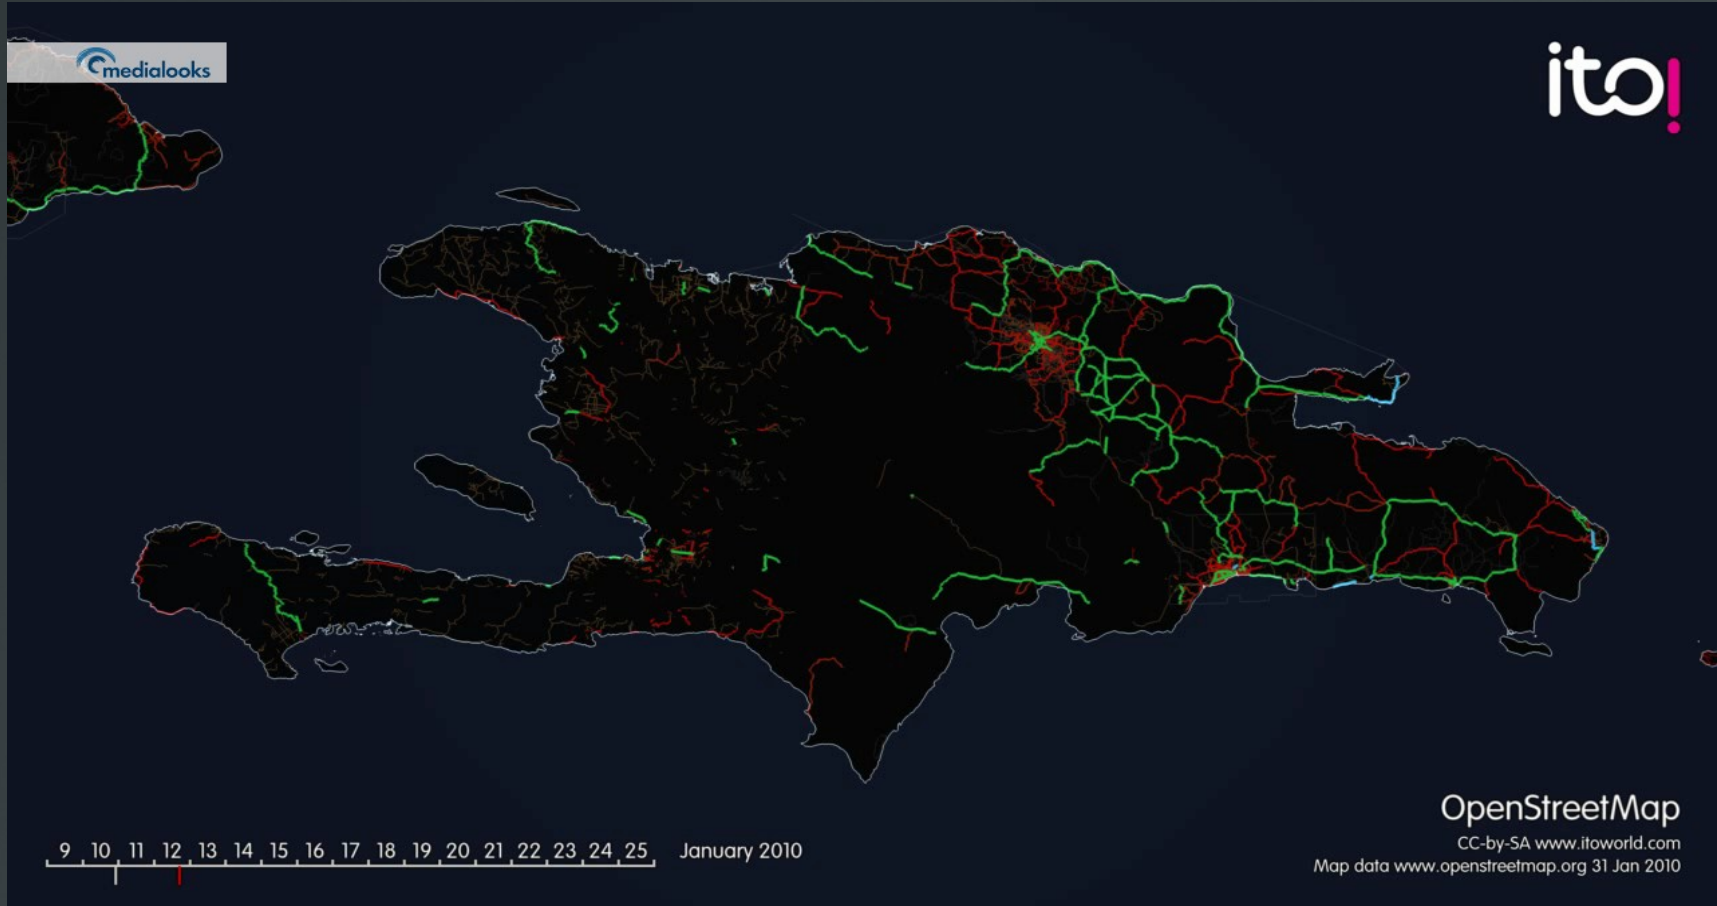 medialooks
ito!
9 10 11 12 13 14 15 16 17 18 19 20 21 22 23 24 25 January 2010
OpenStreetMap
CC-by-SA www.itoworld.com
Map data www.openstreetmap.org 31 Jan 2010